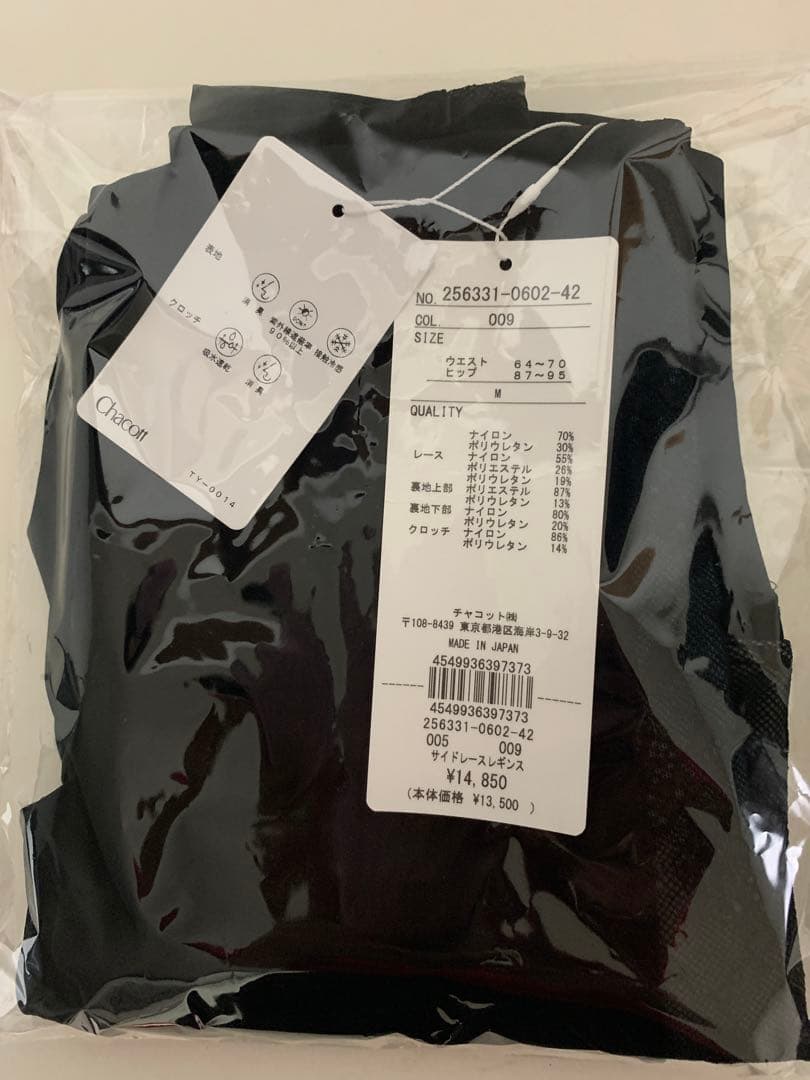 表地
消臭
DON'T
紫外線遮蔽率
90%以上
接触冷感
クロッチ
吸水速乾
消臭
Chacott
TY-0014
NO. 256331-0602-42
COL. 009
SIZE
ウエスト 64~70
ヒップ 87~95
M
QUALITY
ナイロン 70%
ポリウレタン 30%
レース ナイロン 55%
ポリエステル 26%
ポリウレタン 19%
裏地上部 ポリエステル 87%
ポリウレタン 13%
裏地下部 ナイロン 80%
ポリウレタン 20%
クロッチ ナイロン 86%
ポリウレタン 14%
チャコット㈱
〒108-8439 東京都港区海岸3-9-32
MADE IN JAPAN
4549936397373
4549936397373
256331-0602-42
005 009
サイドレースレギンス
¥14,850
(本体価格 ¥13,500 )